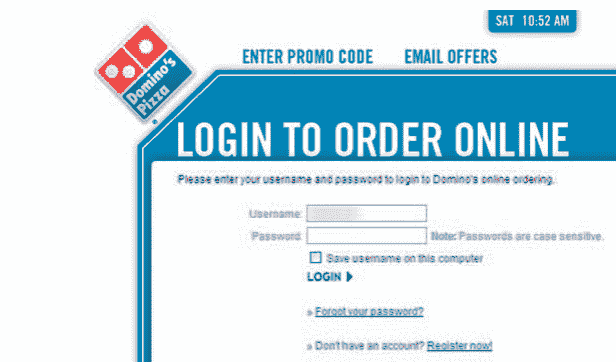 SAT 10:52 AM
ENTER PROMO CODE EMAIL OFFERS
Domino's
Pizza
LOGIN TO ORDER ONLINE
Please enter your username and password to login to Domino's online ordering.
Username:
Password: Note: Passwords are case sensitive.
Save username on this computer
LOGIN
» Forgot your password?
» Don't have an account? Register now!